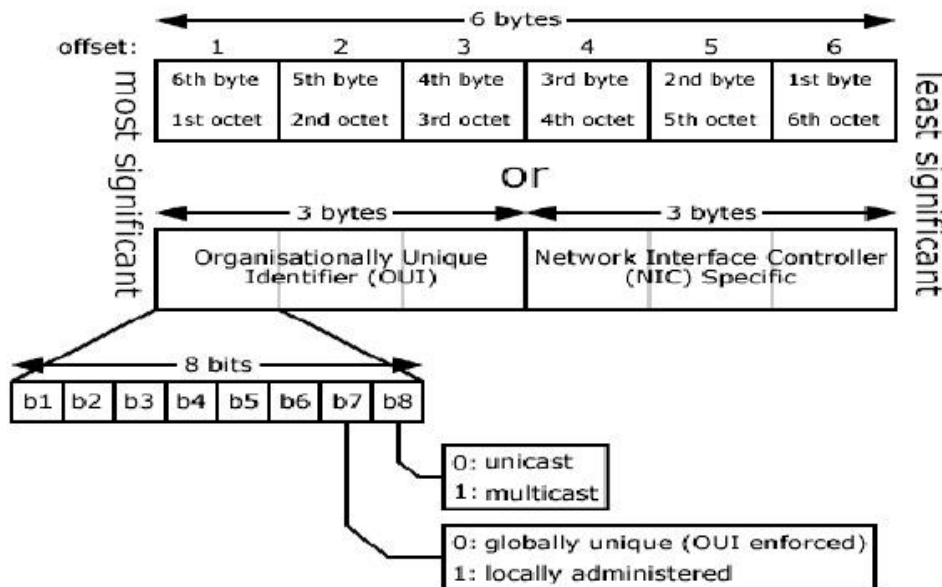 6 bytes
offset: 1 2 3 4 5 6
most significant
6th byte 5th byte 4th byte 3rd byte 2nd byte 1st byte
1st octet 2nd octet 3rd octet 4th octet 5th octet 6th octet
least significant
or
3 bytes 3 bytes
Organisationally Unique
Identifier (OUI)
Network Interface Controller
(NIC) Specific
8 bits
b1 b2 b3 b4 b5 b6 b7 b8
0: unicast
1: multicast
0: globally unique (OUI enforced)
1: locally administered